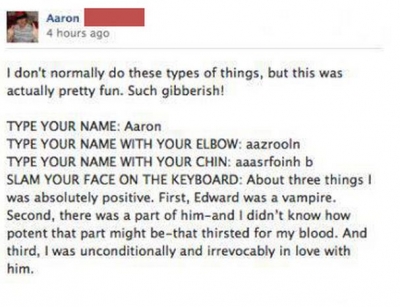 Aaron
4 hours ago
I don't normally do these types of things, but this was
actually pretty fun. Such gibberish!
TYPE YOUR NAME: Aaron
TYPE YOUR NAME WITH YOUR ELBOW: aazrooln
TYPE YOUR NAME WITH YOUR CHIN: aaasrfoinh b
SLAM YOUR FACE ON THE KEYBOARD: About three things I
was absolutely positive. First, Edward was a vampire.
Second, there was a part of him–and I didn't know how
potent that part might be–that thirsted for my blood. And
third, I was unconditionally and irrevocably in love with
him.